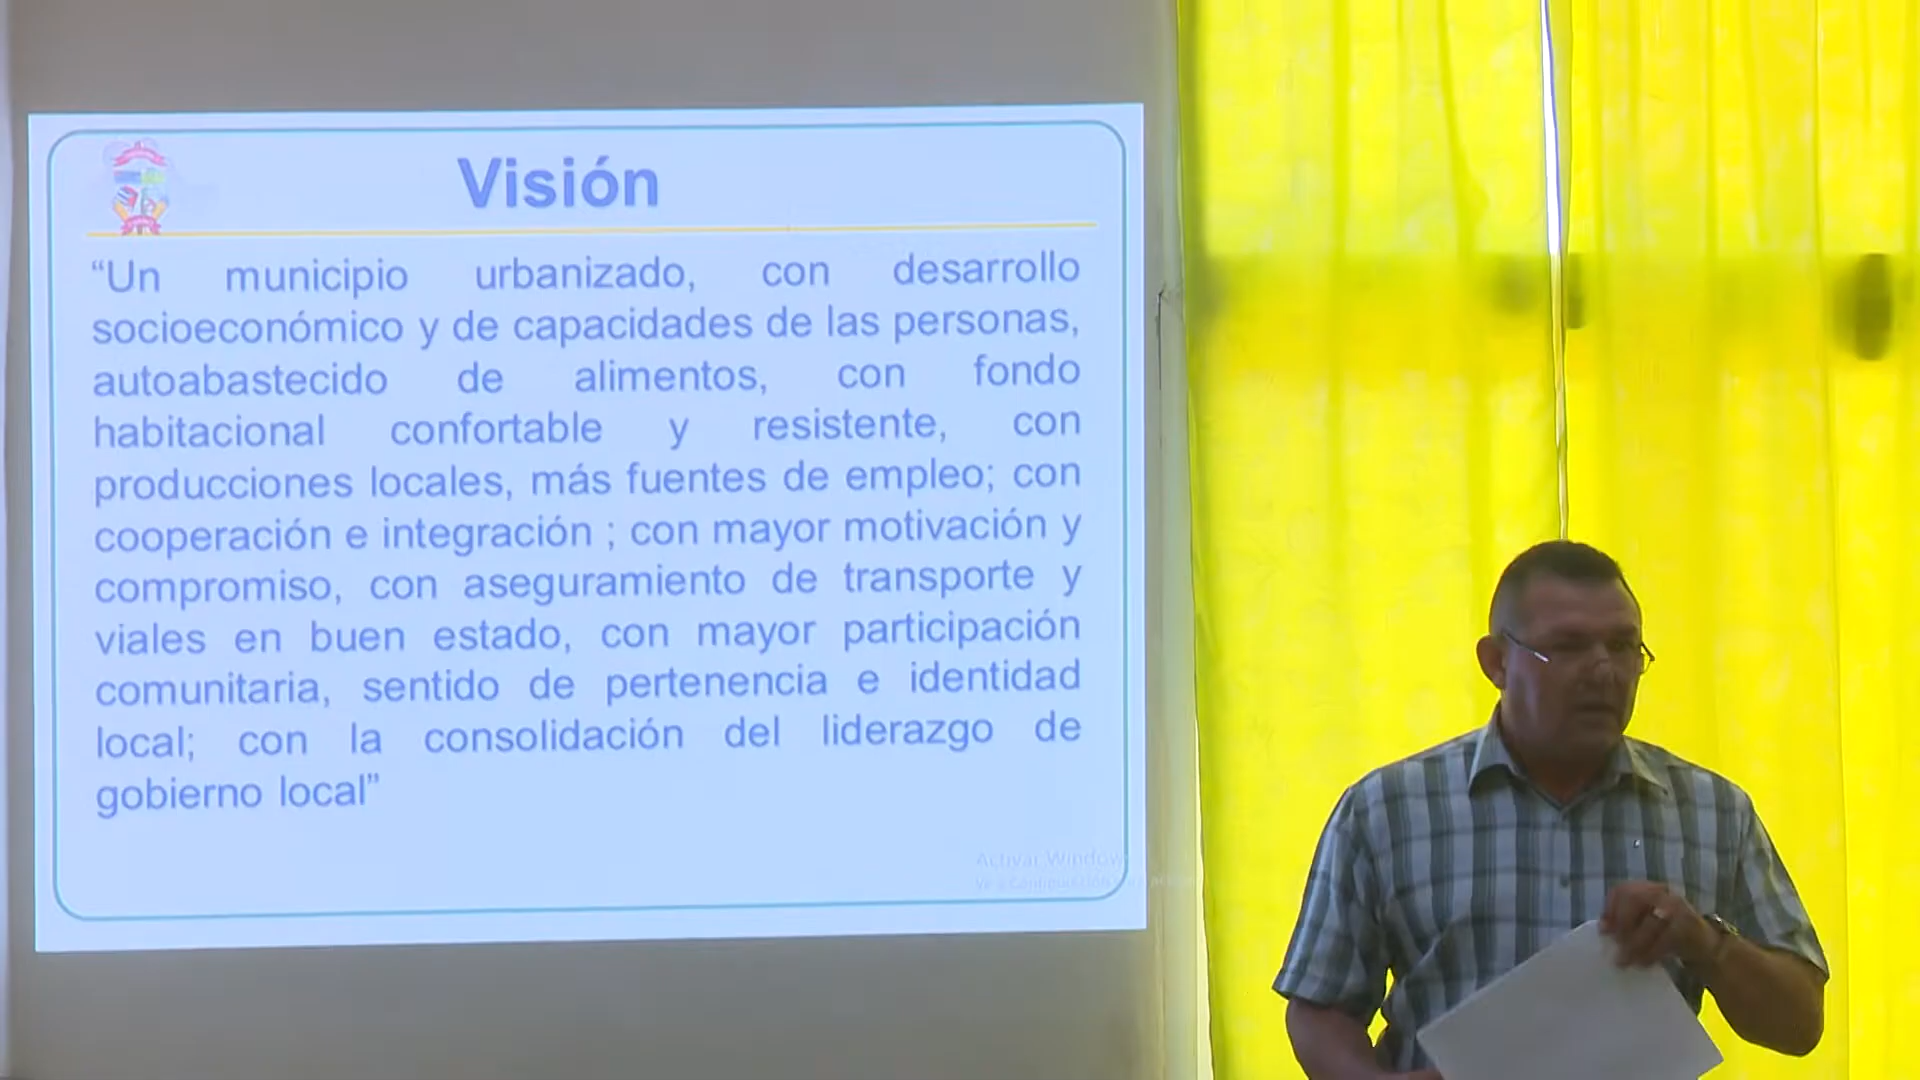 Visión
“Un municipio urbanizado, con desarrollo
socioeconómico y de capacidades de las personas,
autoabastecido de alimentos, con fondo
habitacional confortable y resistente, con
producciones locales, más fuentes de empleo; con
cooperación e integración ; con mayor motivación y
compromiso, con aseguramiento de transporte y
viales en buen estado, con mayor participación
comunitaria, sentido de pertenencia e identidad
local; con la consolidación del liderazgo de
gobierno local”
Activar Window